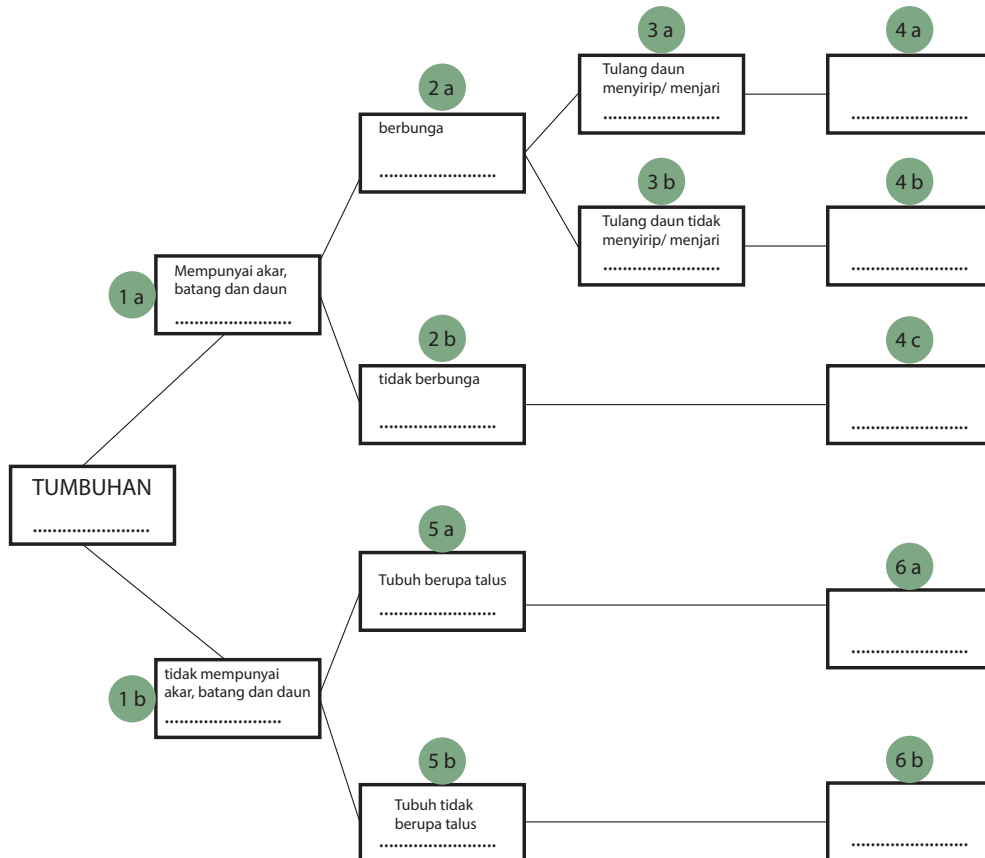 3 a
Tulang daun
menyirip/ menjari
........................
4 a
........................
2 a
berbunga
........................
3 b
Tulang daun tidak
menyirip/ menjari
........................
4 b
........................
1 a
Mempunyai akar,
batang dan daun
........................
2 b
tidak berbunga
........................
4 c
........................
TUMBUHAN
........................
5 a
Tubuh berupa talus
........................
6 a
........................
1 b
tidak mempunyai
akar, batang dan daun
........................
5 b
Tubuh tidak
berupa talus
........................
6 b
........................